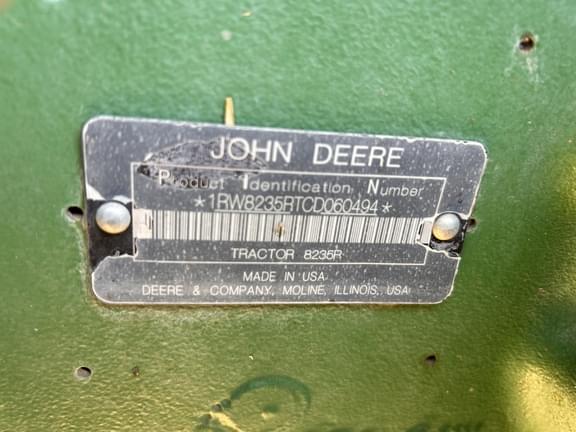 JOHN DEERE
Product Identification Number
*1RW8235RTCD060494*
TRACTOR 8235R
MADE IN USA
DEERE & COMPANY, MOLINE, ILLINOIS, USA